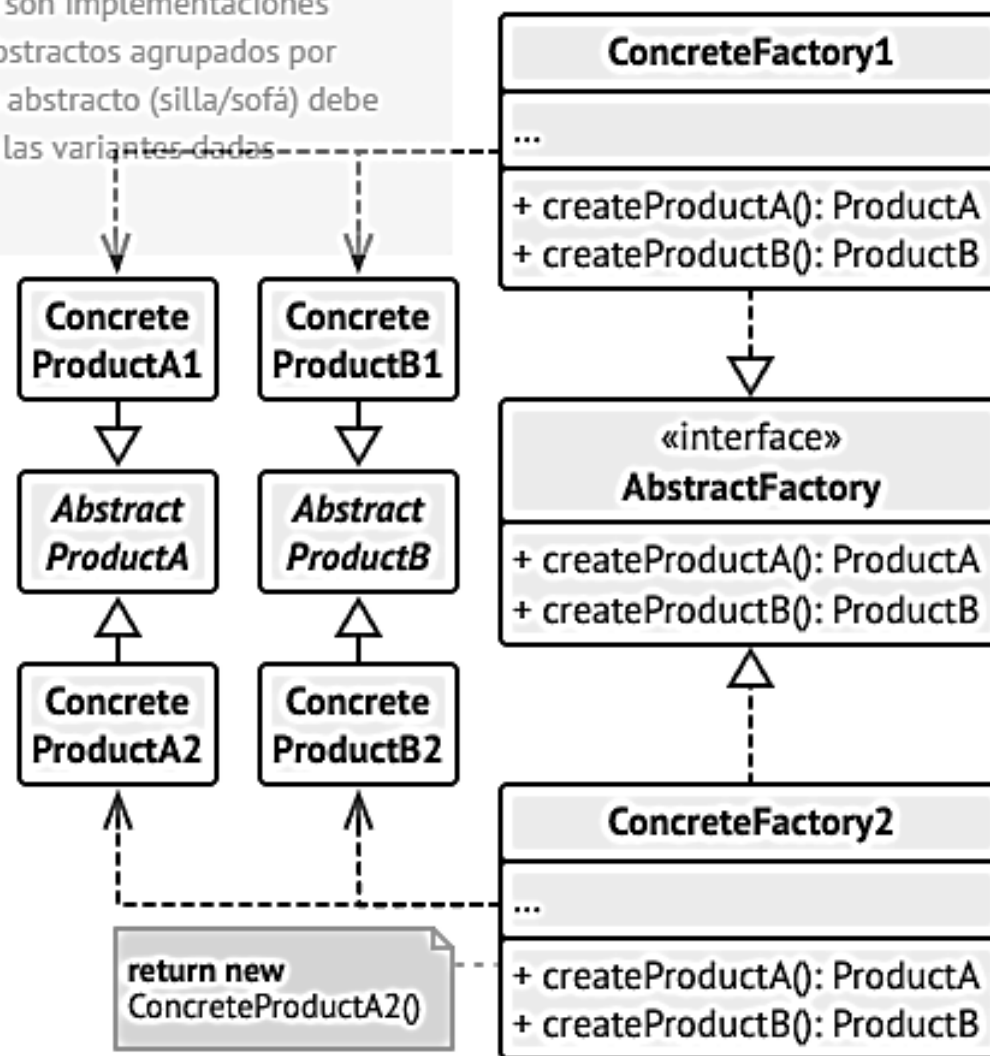 son implementaciones
ostractos agrupados por
abstracto (silla/sofá) debe
las variantes dadas
ConcreteFactory1
...
+ createProductA(): ProductA
+ createProductB(): ProductB
Concrete
ProductA1
Concrete
ProductB1
«interface»
AbstractFactory
+ createProductA(): ProductA
+ createProductB(): ProductB
Abstract
ProductA
Abstract
ProductB
Concrete
ProductA2
Concrete
ProductB2
ConcreteFactory2
...
+ createProductA(): ProductA
+ createProductB(): ProductB
return new
ConcreteProductA2()